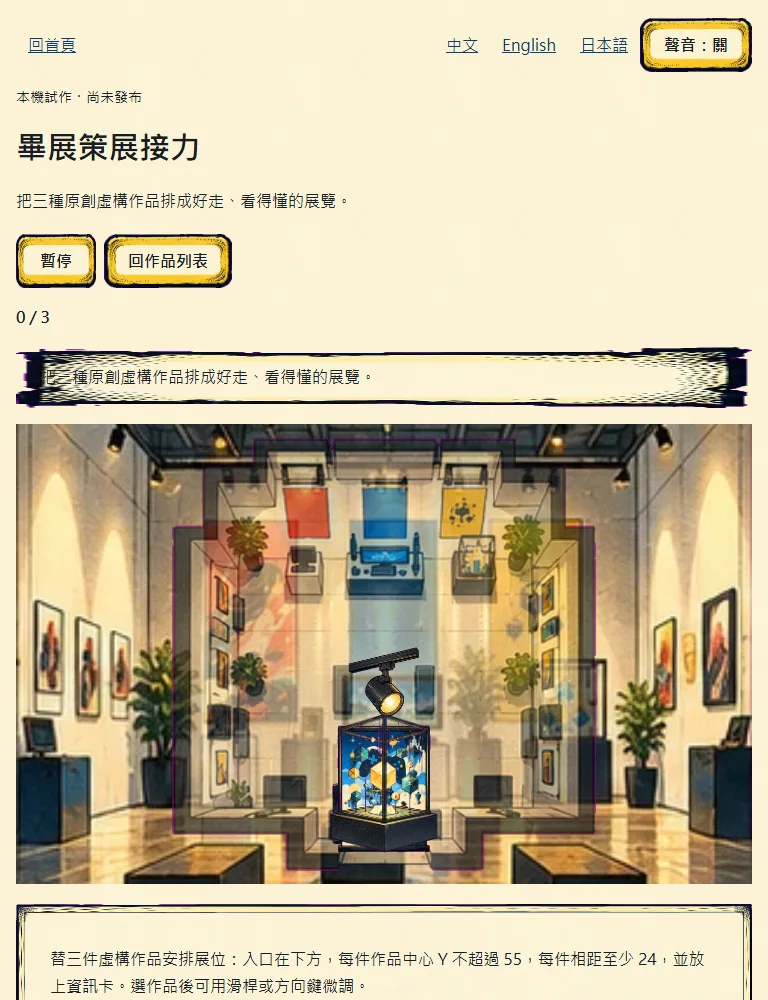 回首頁
中文 English 日本語 聲音：關
本機試作・尚未發布
畢展策展接力
把三種原創虛構作品排成好走、看得懂的展覽。
暫停 回作品列表
0 / 3
把三種原創虛構作品排成好走、看得懂的展覽。
替三件虛構作品安排展位：入口在下方，每件作品中心 Y 不超過 55，每件相距至少 24，並放
上資訊卡。選作品後可用滑桿或方向鍵微調。